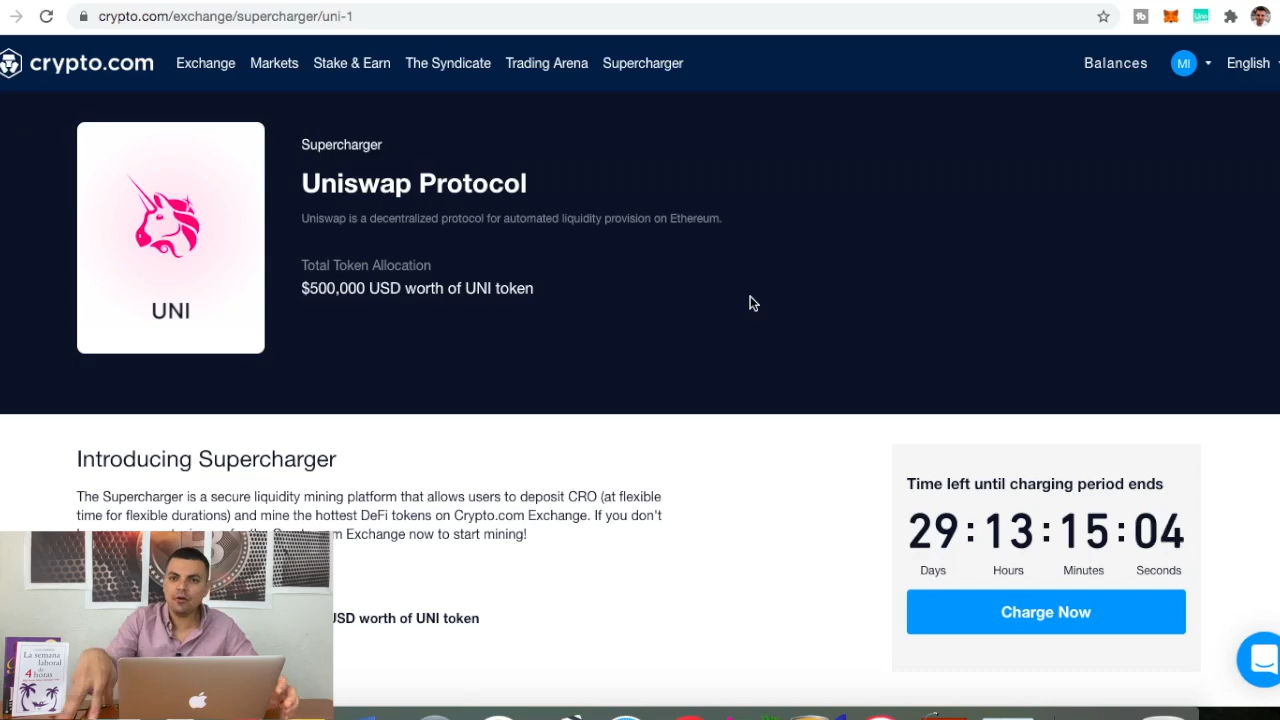 crypto.com/exchange/supercharger/uni-1
crypto.com Exchange Markets Stake & Earn The Syndicate Trading Arena Supercharger Balances MI English
Supercharger
Uniswap Protocol
Uniswap is a decentralized protocol for automated liquidity provision on Ethereum.
Total Token Allocation
$500,000 USD worth of UNI token
UNI
Introducing Supercharger
The Supercharger is a secure liquidity mining platform that allows users to deposit CRO (at flexible
time for flexible durations) and mine the hottest DeFi tokens on Crypto.com Exchange. If you don't
m Exchange now to start mining!
USD worth of UNI token
Time left until charging period ends
29 : 13 : 15 : 04
Days Hours Minutes Seconds
Charge Now
La semana
laboral
de
4
horas